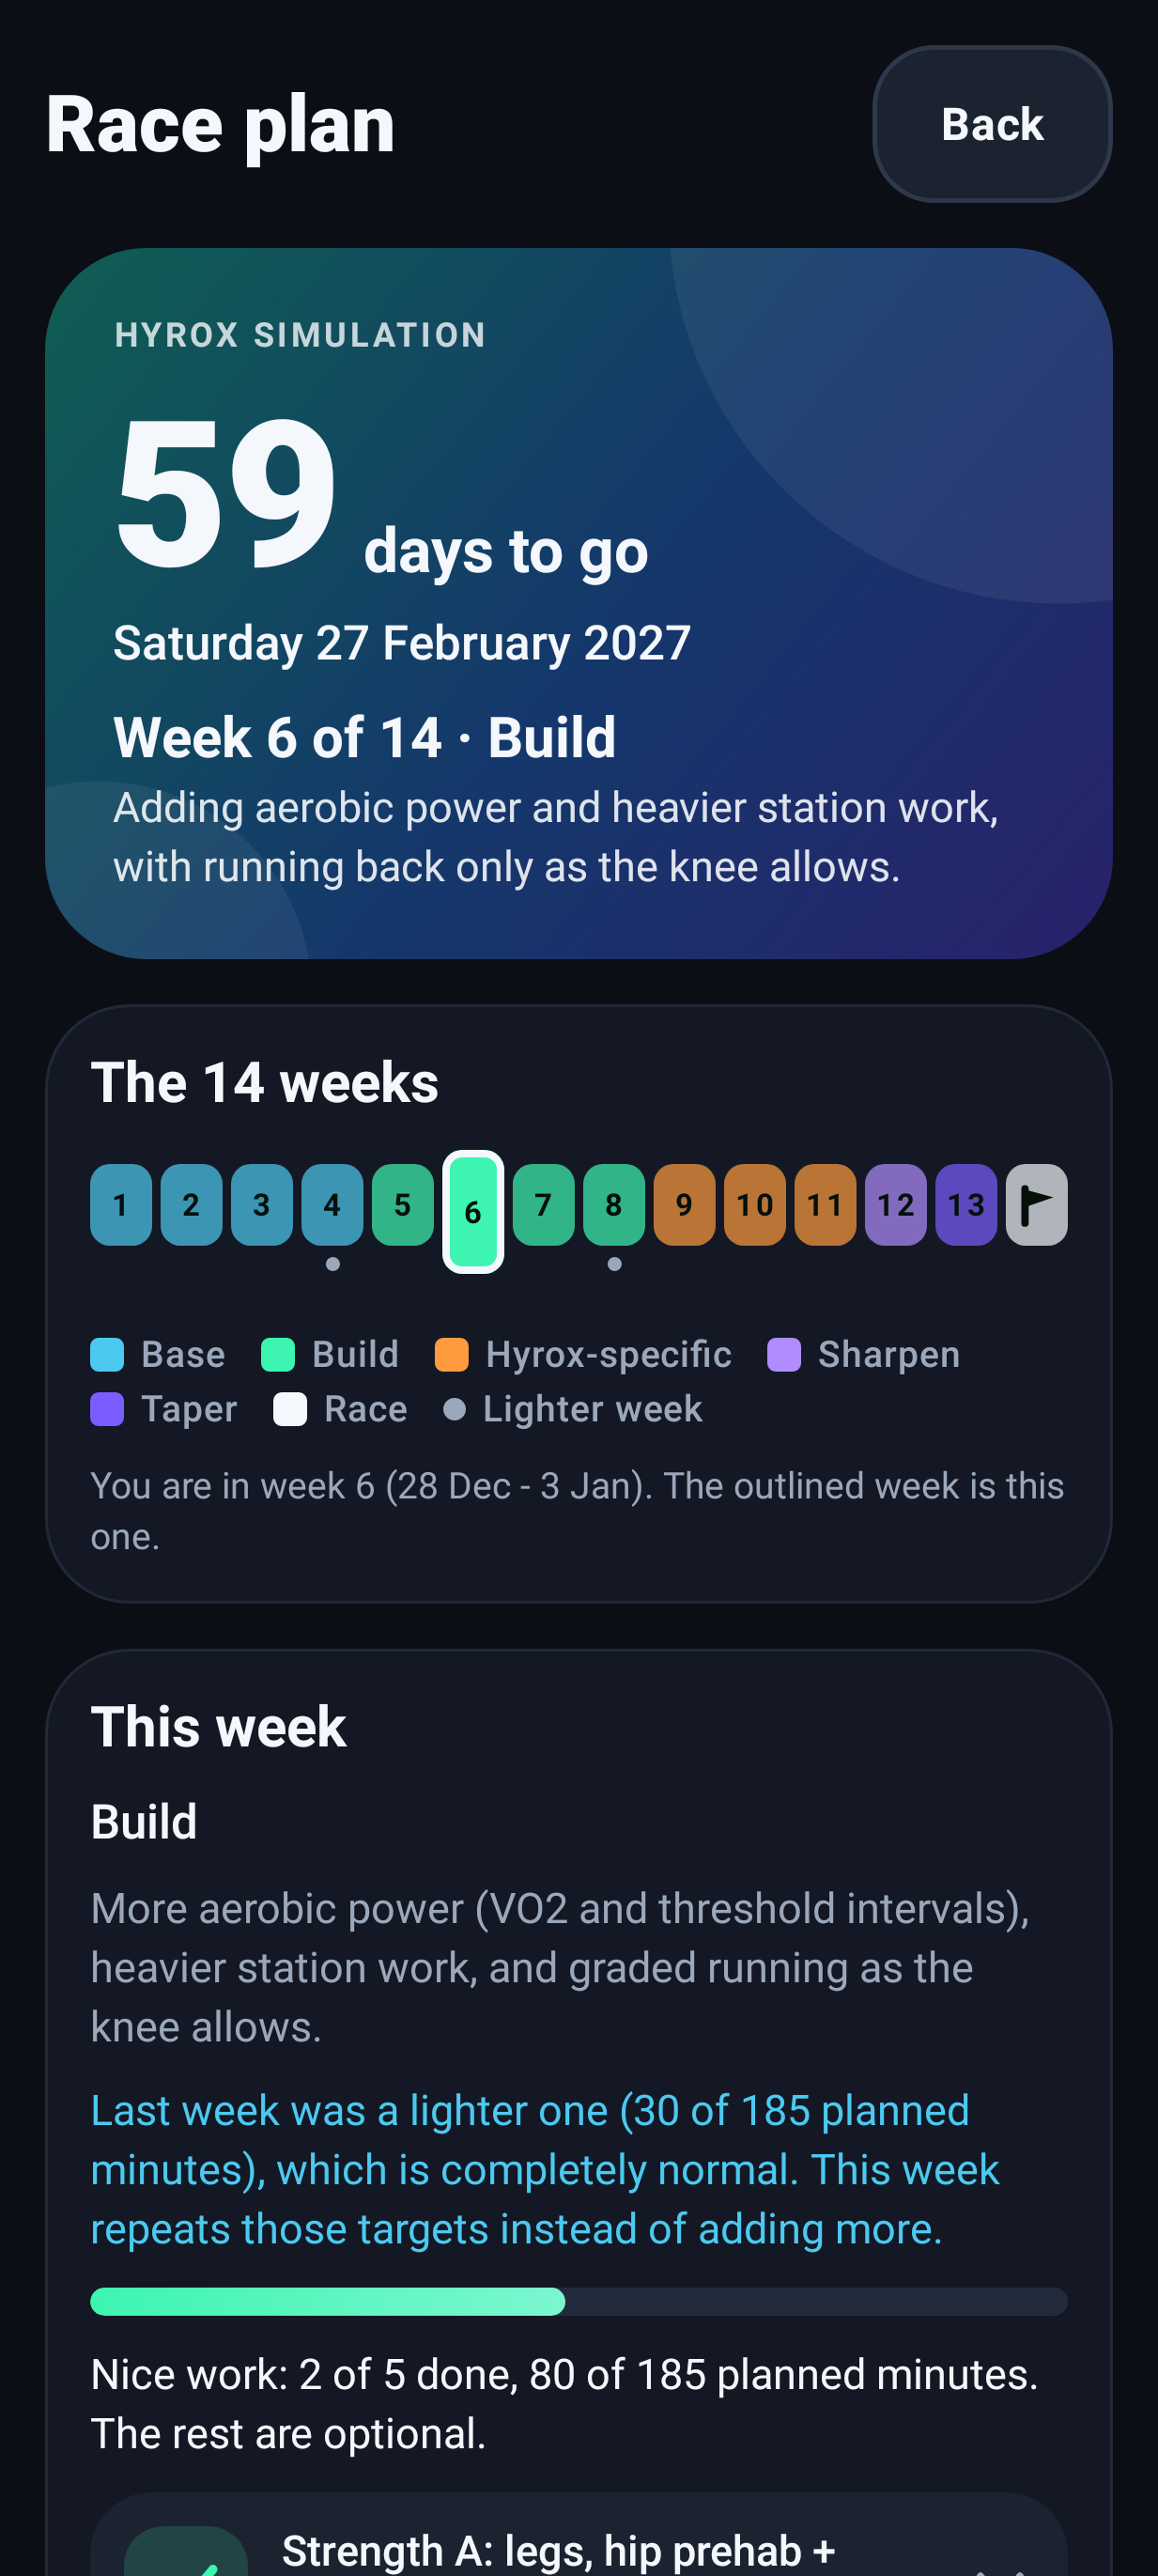 Race plan
Back
HYROX SIMULATION
59 days to go
Saturday 27 February 2027
Week 6 of 14 · Build
Adding aerobic power and heavier station work,
with running back only as the knee allows.
The 14 weeks
1 2 3 4 5 6 7 8 9 10 11 12 13
Base Build Hyrox-specific Sharpen
Taper Race Lighter week
You are in week 6 (28 Dec - 3 Jan). The outlined week is this
one.
This week
Build
More aerobic power (VO2 and threshold intervals),
heavier station work, and graded running as the
knee allows.
Last week was a lighter one (30 of 185 planned
minutes), which is completely normal. This week
repeats those targets instead of adding more.
Nice work: 2 of 5 done, 80 of 185 planned minutes.
The rest are optional.
Strength A: legs, hip prehab +